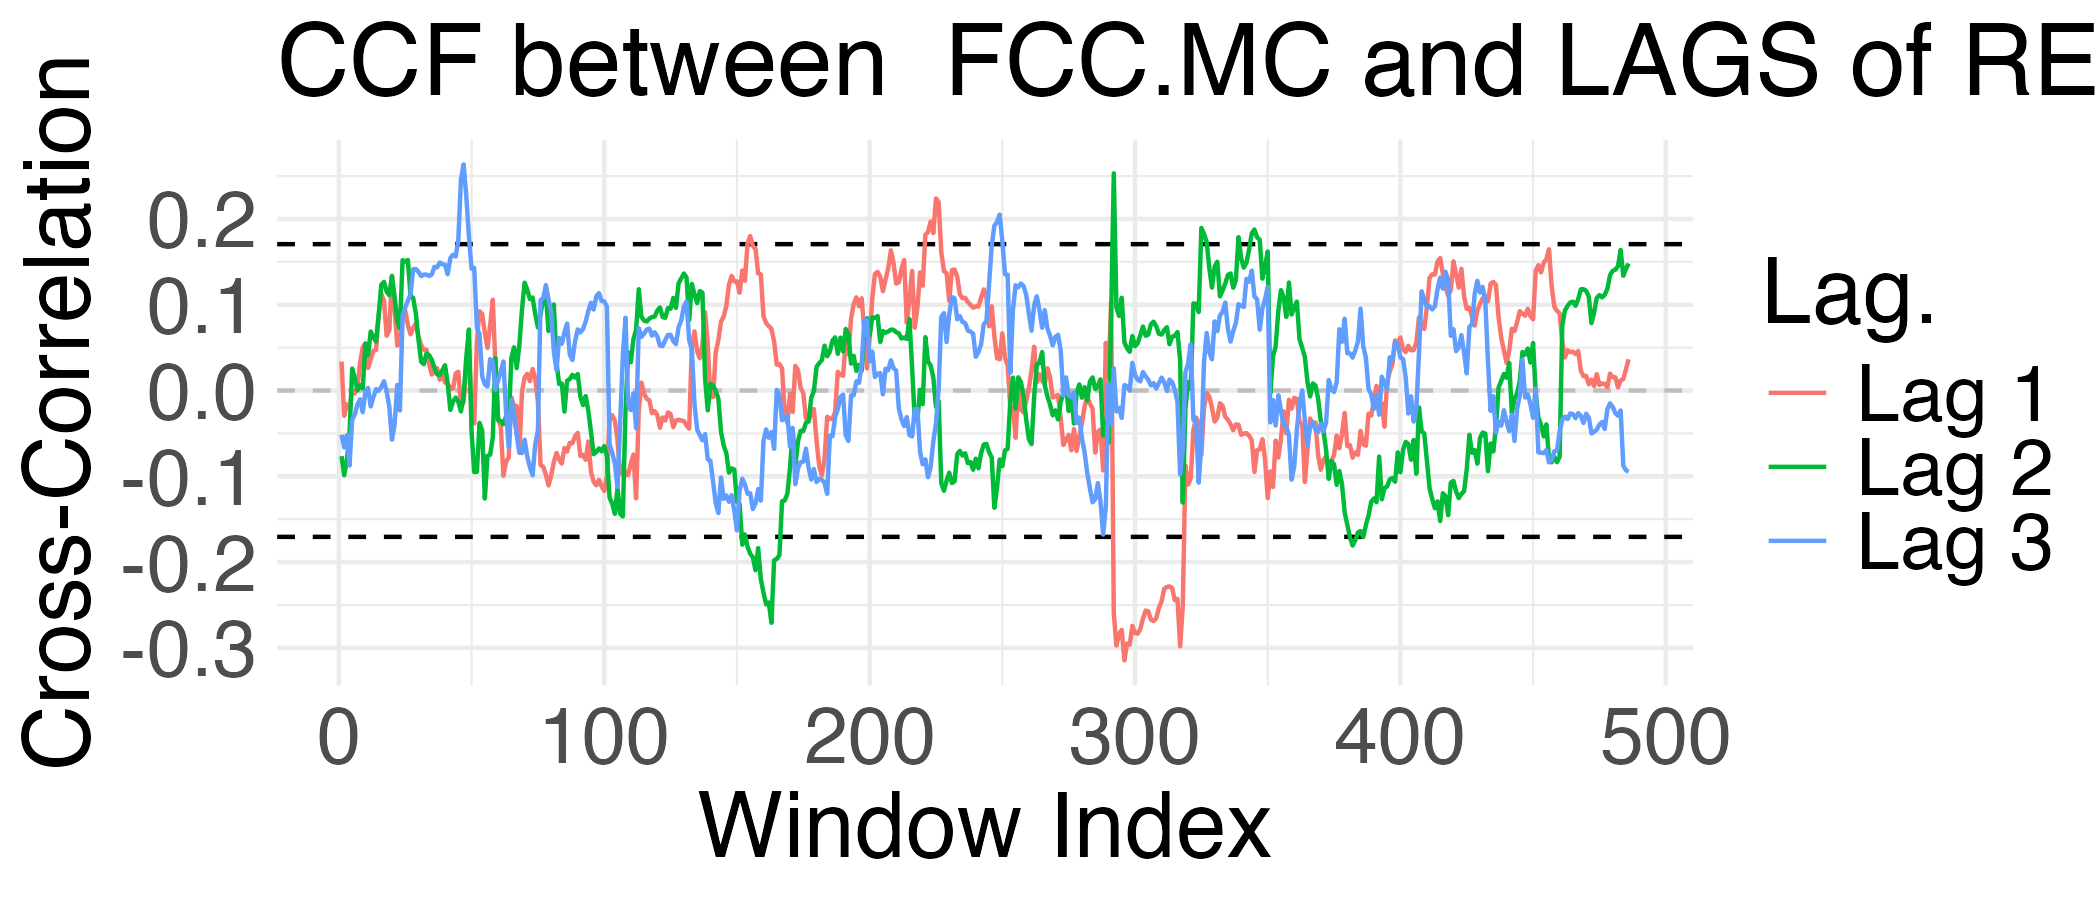 CCF between  FCC.MC and LAGS of RE
Cross-Correlation
0.2
0.1
0.0
-0.1
-0.2
-0.3
0 100 200 300 400 500
Window Index
Lag.
Lag 1
Lag 2
Lag 3